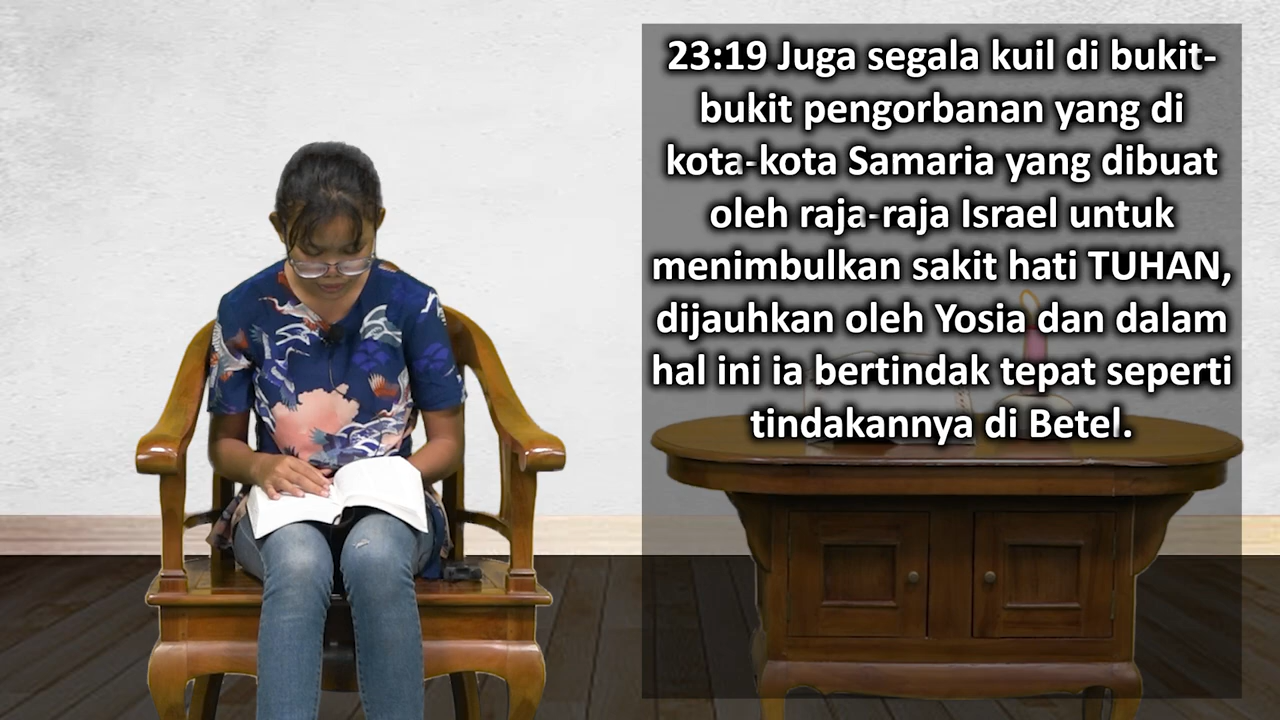 23:19 Juga segala kuil di bukit-
bukit pengorbanan yang di
kota-kota Samaria yang dibuat
oleh raja-raja Israel untuk
menimbulkan sakit hati TUHAN,
dijauhkan oleh Yosia dan dalam
hal ini ia bertindak tepat seperti
tindakannya di Betel.